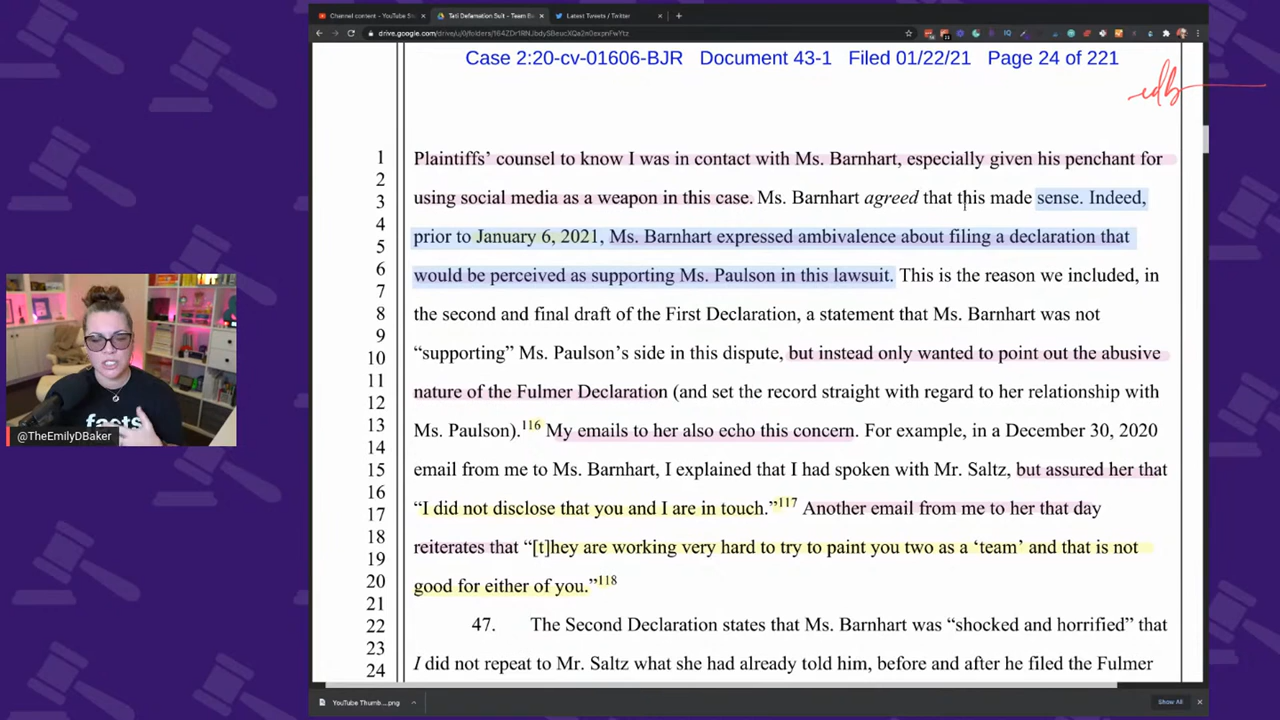 Channel content - YouTube St
Tati Defamation Suit - Team B
Latest Tweets / Twitter
Case 2:20-cv-01606-BJR Document 43-1 Filed 01/22/21 Page 24 of 221
edb
1
Plaintiffs’ counsel to know I was in contact with Ms. Barnhart, especially given his penchant for
2
3
using social media as a weapon in this case. Ms. Barnhart agreed that this made sense. Indeed,
4
5
prior to January 6, 2021, Ms. Barnhart expressed ambivalence about filing a declaration that
6
would be perceived as supporting Ms. Paulson in this lawsuit. This is the reason we included, in
7
8
the second and final draft of the First Declaration, a statement that Ms. Barnhart was not
9
10
“supporting” Ms. Paulson’s side in this dispute, but instead only wanted to point out the abusive
11
12
nature of the Fulmer Declaration (and set the record straight with regard to her relationship with
13
Ms. Paulson).116 My emails to her also echo this concern. For example, in a December 30, 2020
14
15
email from me to Ms. Barnhart, I explained that I had spoken with Mr. Saltz, but assured her that
16
17
“I did not disclose that you and I are in touch.”117 Another email from me to her that day
18
19
reiterates that “[t]hey are working very hard to try to paint you two as a ‘team’ and that is not
20
good for either of you.”118
21
22
47. The Second Declaration states that Ms. Barnhart was “shocked and horrified” that
23
24
I did not repeat to Mr. Saltz what she had already told him, before and after he filed the Fulmer
facts
@TheEmilyDBaker
YouTube Thumb....png
Show All